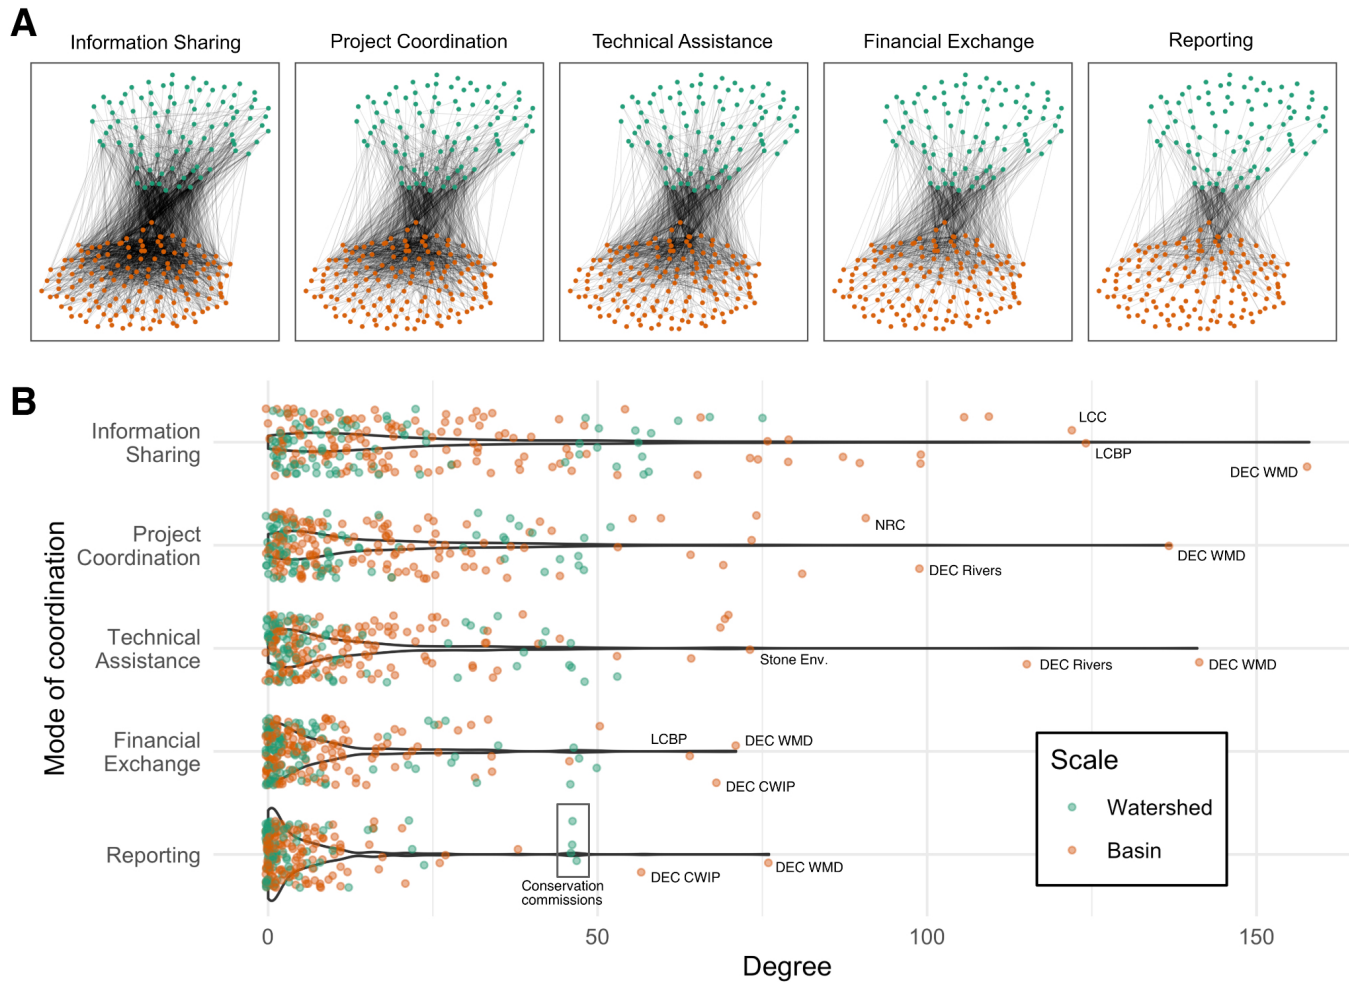 A
Information Sharing
Project Coordination
Technical Assistance
Financial Exchange
Reporting
B
Mode of coordination
Information
Sharing
LCC
LCBP
DEC WMD
Project
Coordination
NRC
DEC WMD
DEC Rivers
Technical
Assistance
Stone Env.
DEC Rivers
DEC WMD
Financial
Exchange
LCBP
DEC WMD
DEC CWIP
Reporting
Conservation
commissions
DEC CWIP
DEC WMD
Scale
Watershed
Basin
0
50
100
150
Degree